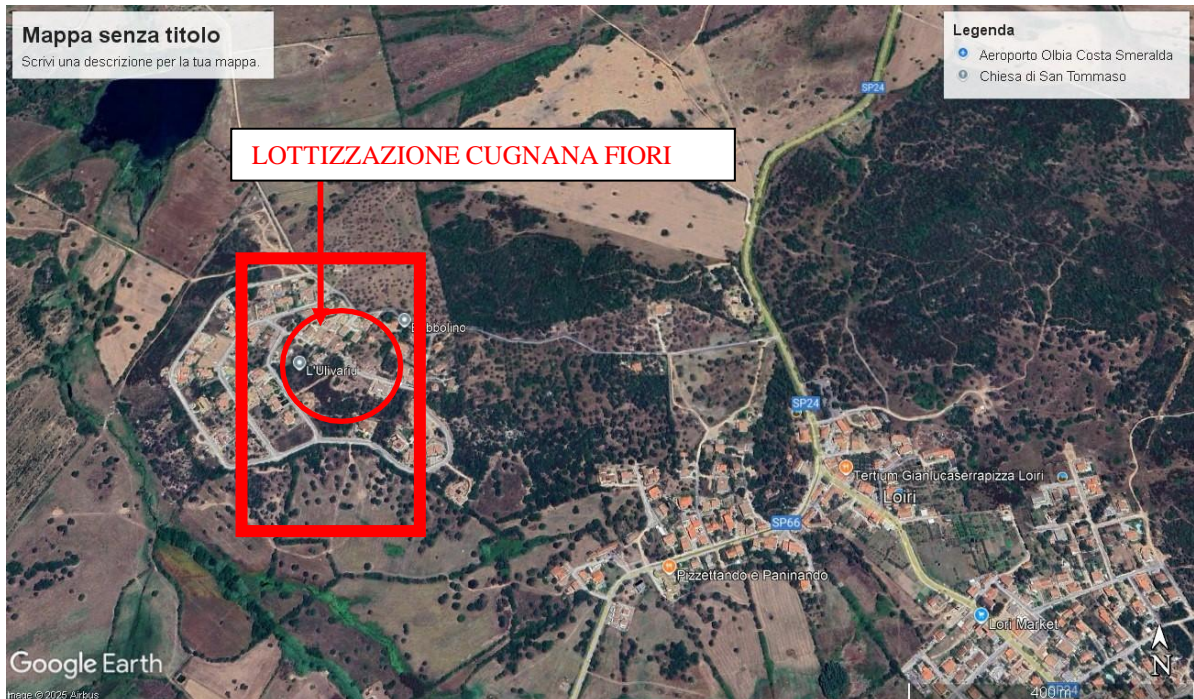 Mappa senza titolo
Scrivi una descrizione per la tua mappa.
Legenda
Aeroporto Olbia Costa Smeralda
Chiesa di San Tommaso
SP24
LOTTIZZAZIONE CUGNANA FIORI
L'Ulivariu
SP24
Tertium Gianlucaserrapizza Loiri
Loiri
SP66
Pizzettando e Paninando
Lori Market
Google Earth
N
Image © 2025 Airbus
400 m
SP24